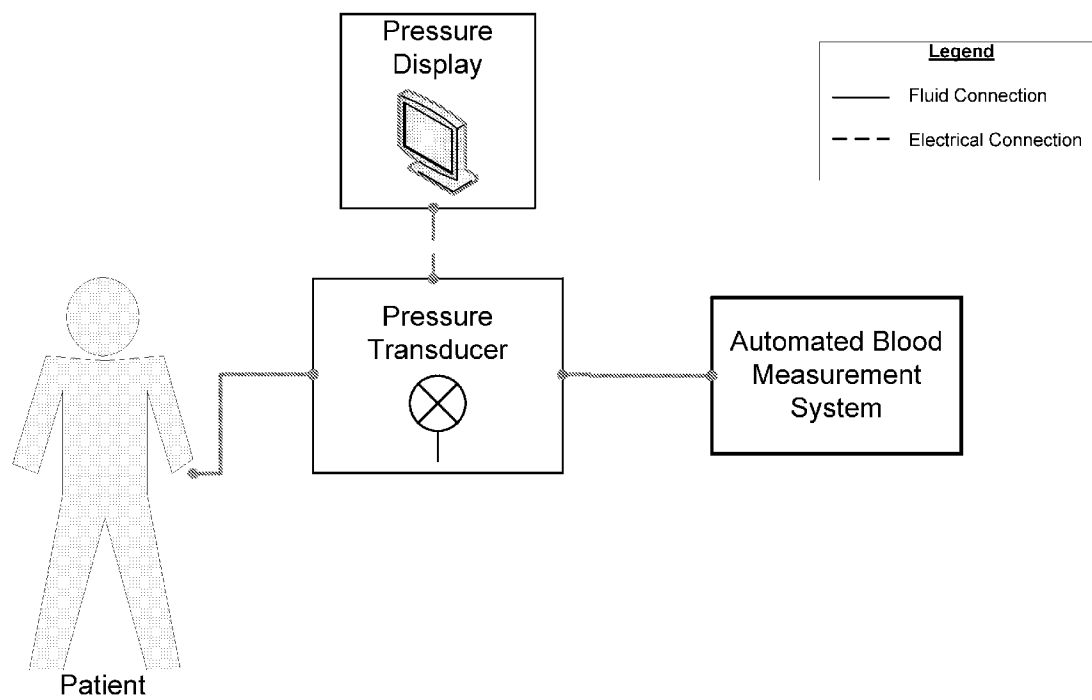 Pressure
Display
Legend
Fluid Connection
Electrical Connection
Pressure
Transducer
Automated Blood
Measurement
System
Patient